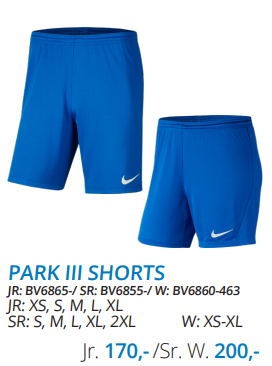 PARK III SHORTS
JR: BV6865-/ SR: BV6855-/ W: BV6860-463
JR: XS, S, M, L, XL
SR: S, M, L, XL, 2XL W: XS-XL
Jr. 170,- /Sr. W. 200,-